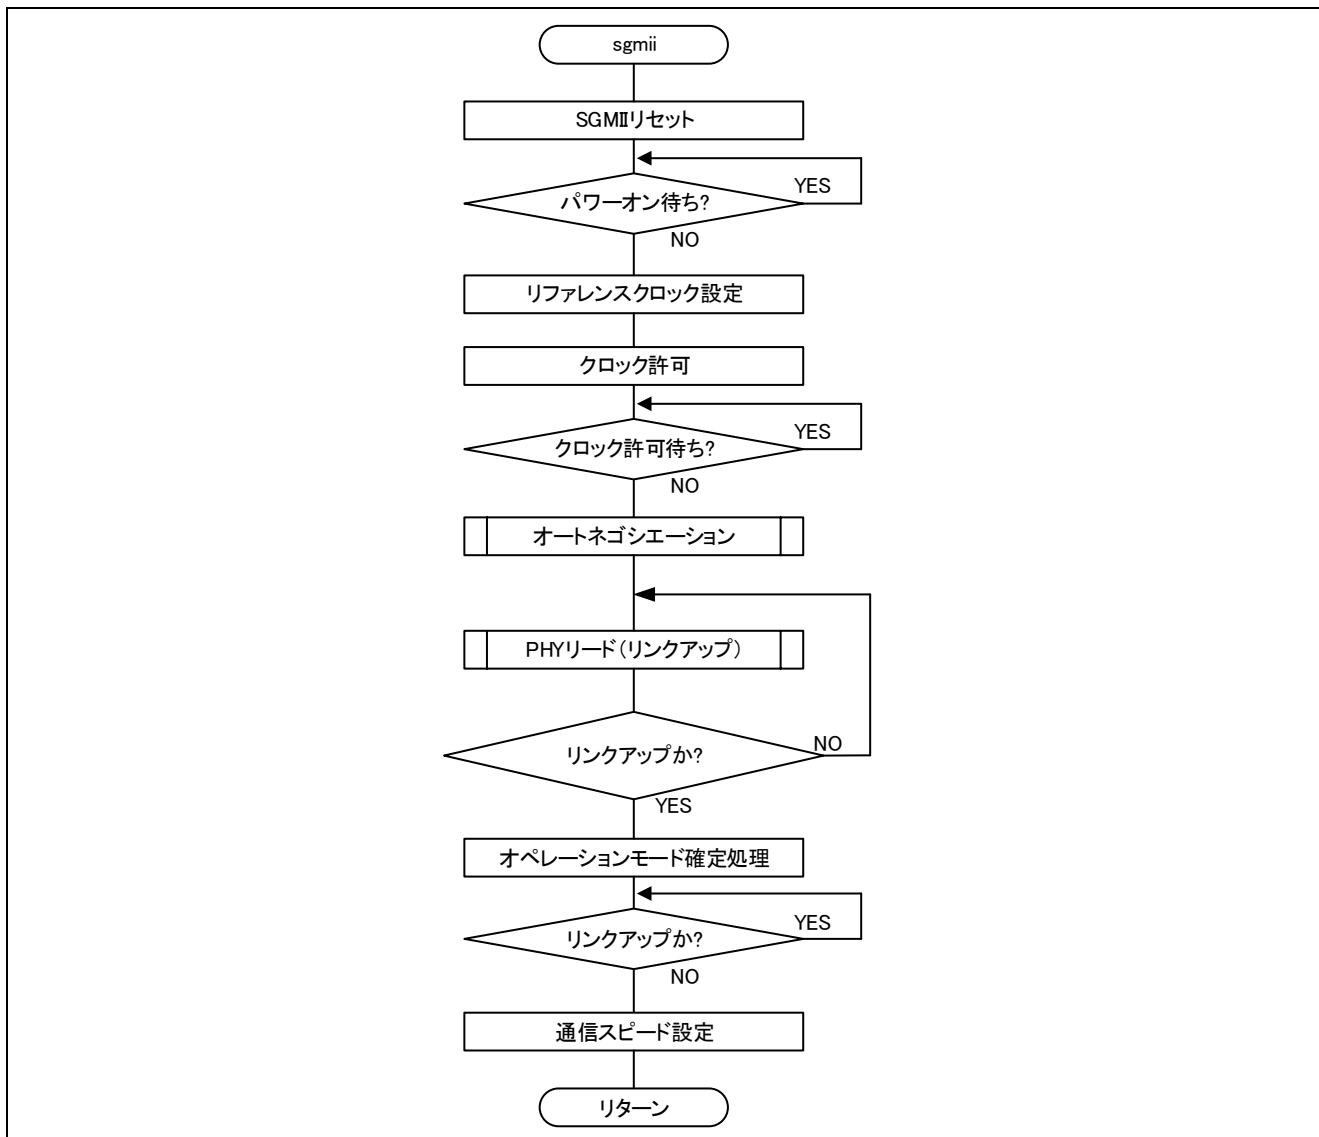 sgmii
SGMⅡリセット
YES
パワーオン待ち?
NO
リファレンスクロック設定
クロック許可
YES
クロック許可待ち?
NO
オートネゴシエーション
PHYリード(リンクアップ)
NO
リンクアップか?
YES
オペレーションモード確定処理
YES
リンクアップか?
NO
通信スピード設定
リターン